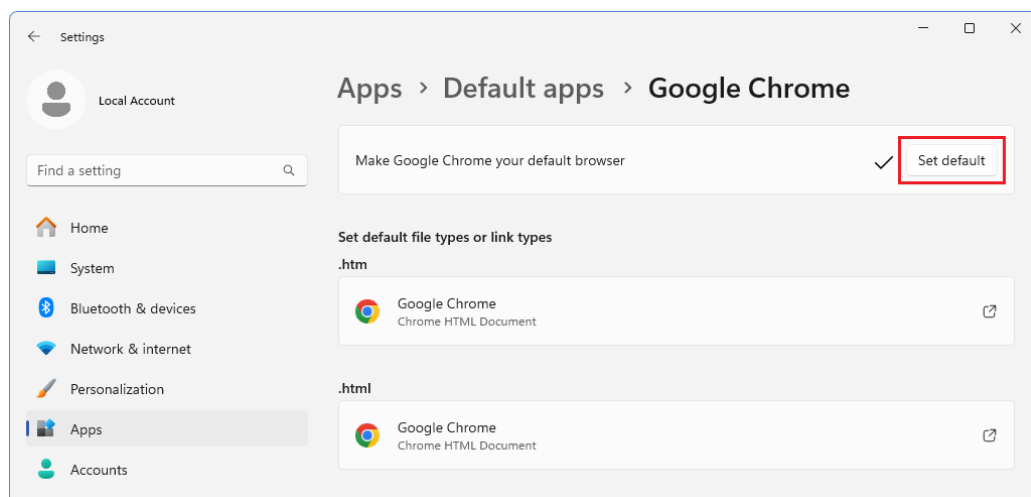 Settings
Local Account
Find a setting
Home
System
Bluetooth & devices
Network & internet
Personalization
Apps
Accounts
Apps > Default apps > Google Chrome
Make Google Chrome your default browser
Set default
Set default file types or link types
.htm
Google Chrome
Chrome HTML Document
.html
Google Chrome
Chrome HTML Document